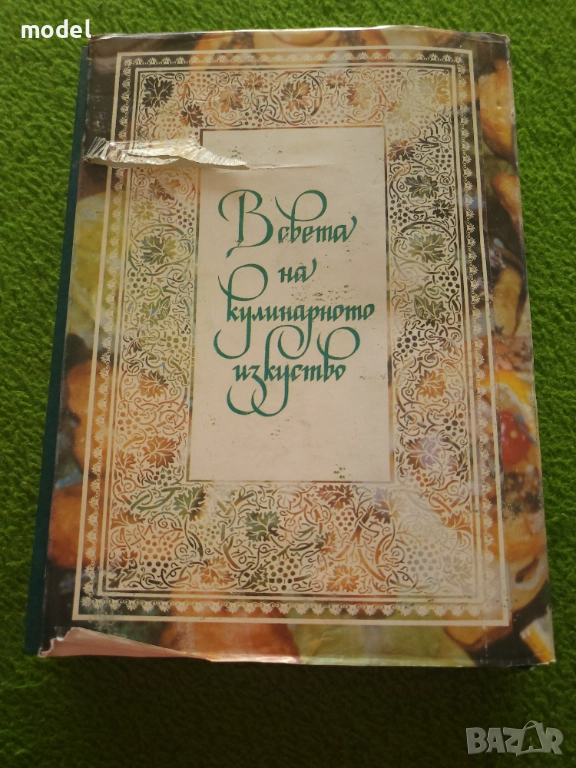 model
В света
на
кулинарното
изкуство
BAZAR